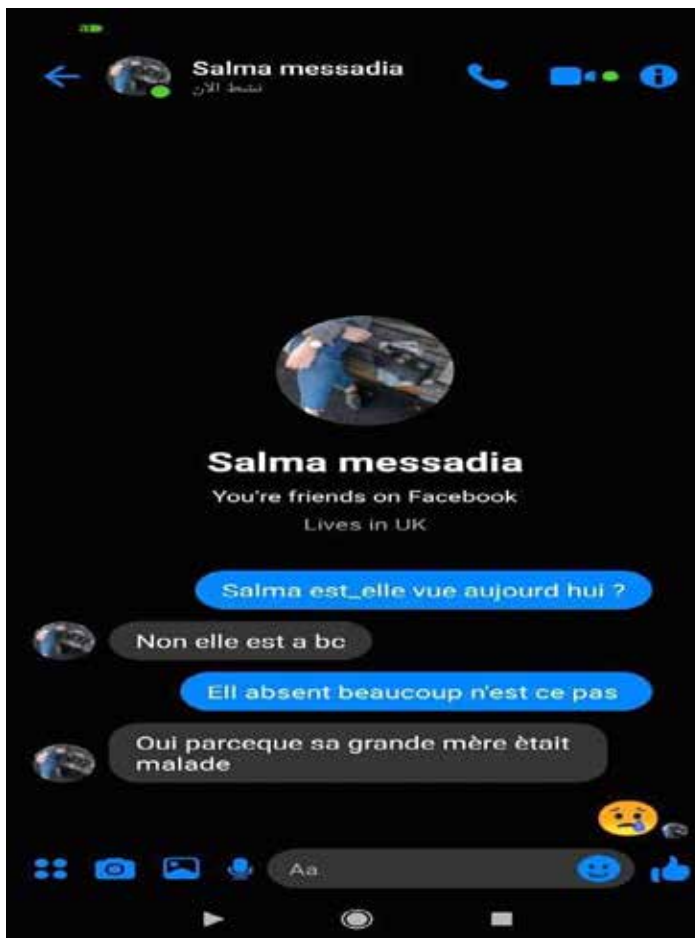 Salma messadia
نشط الآن
Salma messadia
You're friends on Facebook
Lives in UK
Salma est_elle vue aujourd hui ?
Non elle est a bc
Ell absent beaucoup n'est ce pas
Oui parceque sa grande mère ètait
malade
Aa